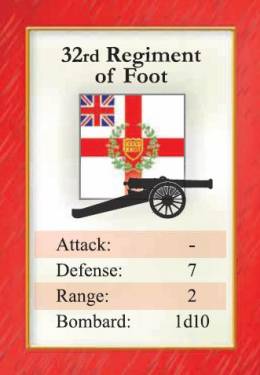 32rd Regiment
of Foot
Attack: -
Defense: 7
Range: 2
Bombard: 1d10